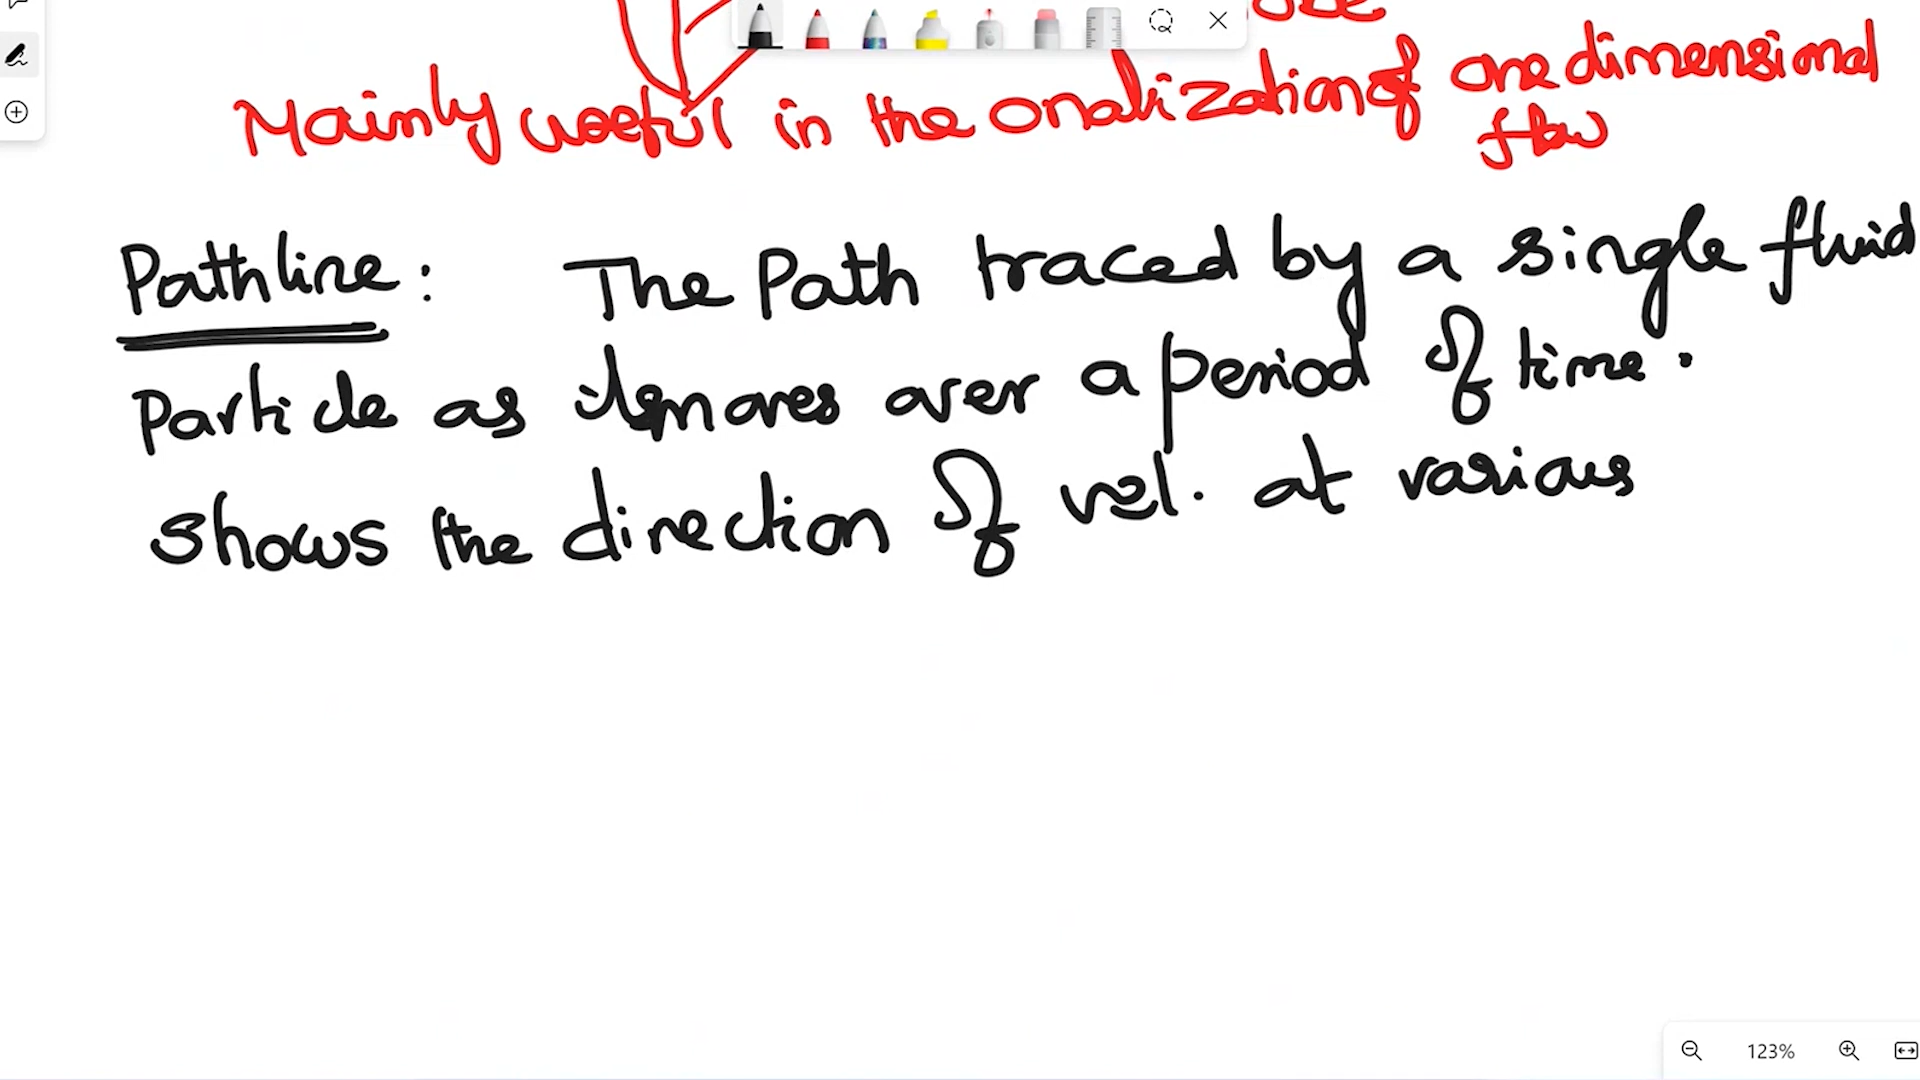 Mainly useful in the analization of one dimensional
flow
Pathline : The Path traced by a single fluid
Particle as it moves over a period of time.
shows the direction of vel. at various
123%